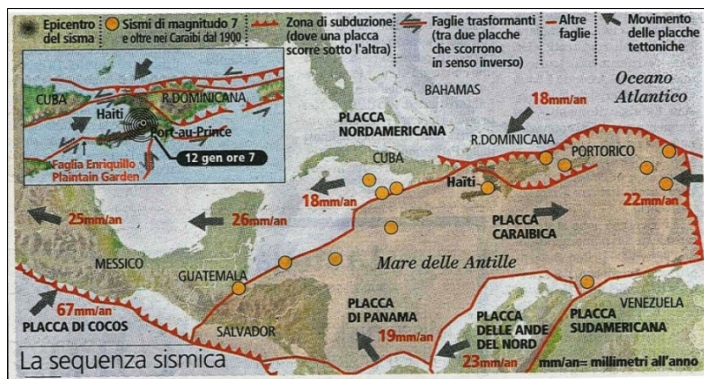 Epicentro
del sisma
Sismi di magnitudo 7
e oltre nei Caraibi dal 1900
Zona di subduzione
(dove una placca
scorre sotto l'altra)
Faglie trasformanti
(tra due placche
che scorrono
in senso inverso)
Altre
faglie
Movimento
delle placche
tettoniche
CUBA
R.DOMINICANA
Haiti
Port-au-Prince
12 gen ore 7
Faglia Enriquillo
Plaintain Garden
Oceano
Atlantico
BAHAMAS
18mm/an
PLACCA
NORDAMERICANA
R.DOMINICANA
PORTORICO
CUBA
Haïti
18mm/an
22mm/an
25mm/an
26mm/an
PLACCA
CARAIBICA
MESSICO
GUATEMALA
Mare delle Antille
67mm/an
PLACCA DI COCOS
SALVADOR
PLACCA
DI PANAMA
19mm/an
PLACCA
DELLE ANDE
DEL NORD
23mm/an
PLACCA
SUDAMERICANA
VENEZUELA
La sequenza sismica
mm/an= millimetri all'anno